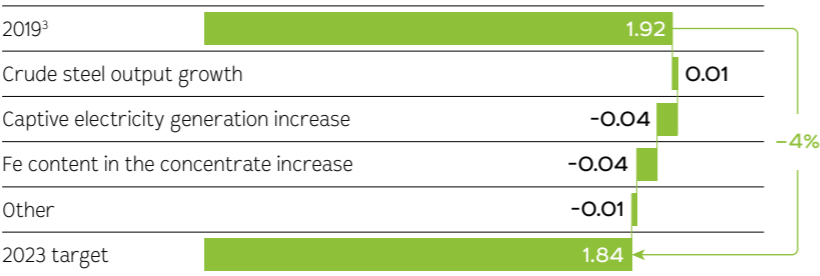 2019³ 1.92
Crude steel output growth 0.01
Captive electricity generation increase -0.04
-4%
Fe content in the concentrate increase -0.04
Other -0.01
2023 target 1.84